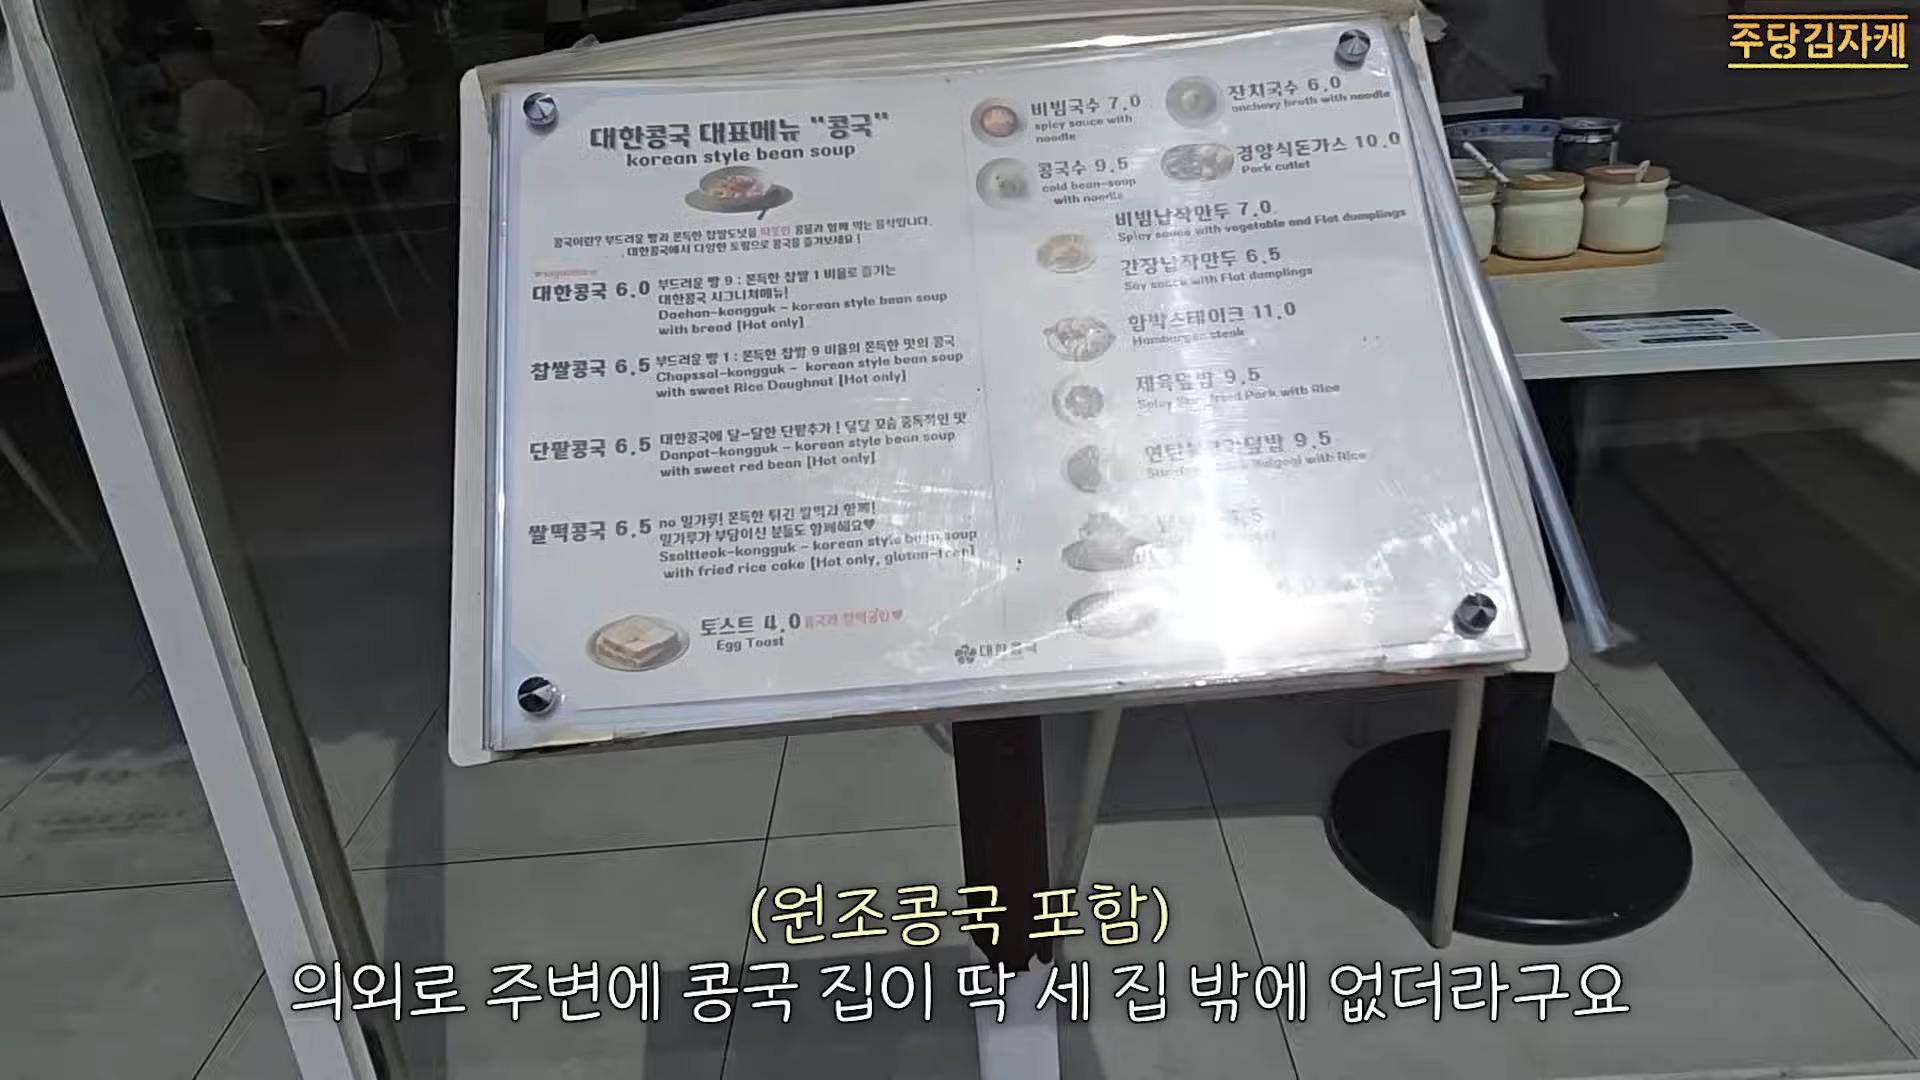 주당김자케
대한콩국 대표메뉴 "콩국"
korean style bean soup
콩국이란? 부드러운 빵과 쫀득한 찹쌀도넛을 따뜻한 콩물과 함께 먹는 음식입니다.
대한콩국에서 다양한 토핑으로 콩국을 즐겨보세요!
대한콩국 6.0
부드러운 빵 9 : 쫀득한 찹쌀 1 비율로 즐기는
대한콩국 시그니처메뉴!
Daehan-kongguk - korean style bean soup
with bread [Hot only]
찹쌀콩국 6.5
부드러운 빵 1 : 쫀득한 찹쌀 9 비율의 쫀득한 맛의 콩국
Chapssal-kongguk - korean style bean soup
with sweet Rice Doughnut [Hot only]
단팥콩국 6.5
대한콩국에 달-달한 단팥추가! 달달 꼬숩 중독적인 맛
Danpat-kongguk - korean style bean soup
with sweet red bean [Hot only]
쌀떡콩국 6.5
no 밀가루! 쫀득한 튀긴 쌀떡과 함께!
밀가루가 부담이신 분들도 함께해요♥
Ssaltteok-kongguk - korean style bean soup
with fried rice cake [Hot only, gluten-free]
토스트 4.0
Egg Toast
비빔국수 7.0
spicy sauce with
noodle
잔치국수 6.0
anchovy broth with noodle
콩국수 9.5
cold bean-soup
with noodle
경양식돈가스 10.0
Pork cutlet
비빔납작만두 7.0
Spicy sauce with vegetable and Flat dumplings
간장납작만두 6.5
Soy sauce with Flat dumplings
함박스테이크 11.0
Hamburger steak
제육덮밥 9.5
Pork with Rice
덮밥 9.5
with Rice
대한콩국
(원조콩국 포함)
의외로 주변에 콩국 집이 딱 세 집 밖에 없더라구요